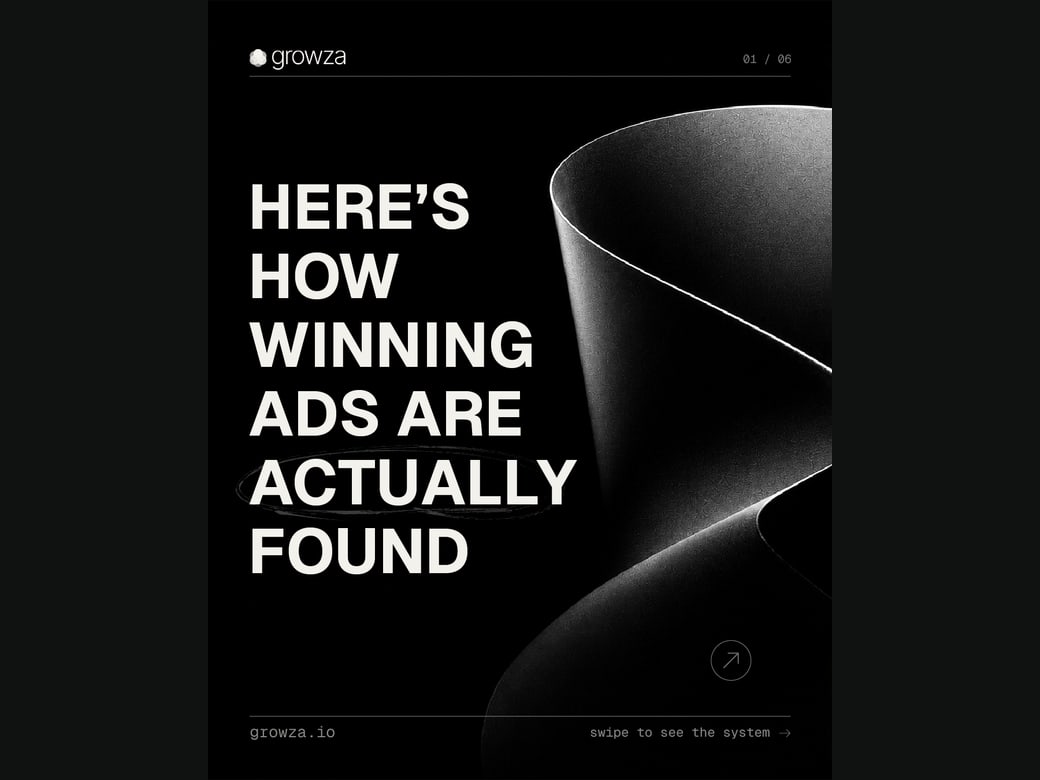 growza
01 / 06
HERE’S
HOW
WINNING
ADS ARE
ACTUALLY
FOUND
growza.io
swipe to see the system →